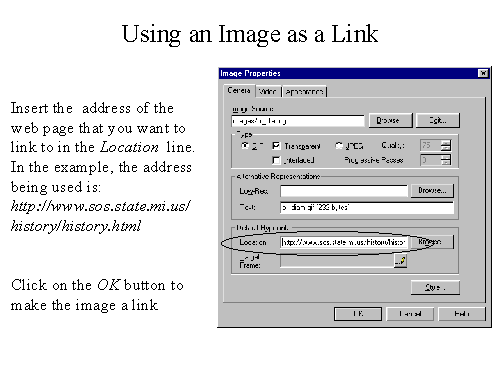 Using an Image as a Link
Insert the address of the
web page that you want to
link to in the Location line.
In the example, the address
being used is:
http://www.sos.state.mi.us/
history/history.html
Click on the OK button to
make the image a link
Image Properties
General Video Appearance
Image Source:
Browse... Edit...
Type
GIF Transparent JPEG Quality: 75
Interlaced Progressive Passes: 0
Alternative Representations
Low-Res: Browse...
Text:
Default Hyperlink
Location: http://www.sos.state.mi.us/history/histor Browse...
Target Frame:
Style...
OK Cancel Help